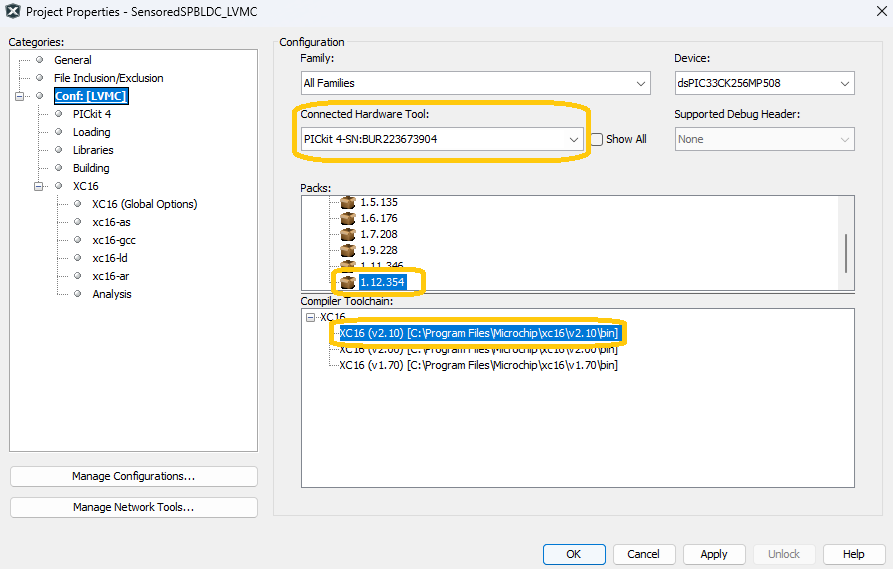 Project Properties - SensoredSPBLDC_LVMC
Categories:
General
File Inclusion/Exclusion
Conf: [LVMC]
PICkit 4
Loading
Libraries
Building
XC16
XC16 (Global Options)
xc16-as
xc16-gcc
xc16-ld
xc16-ar
Analysis
Manage Configurations...
Manage Network Tools...
Configuration
Family:
All Families
Device:
dsPIC33CK256MP508
Connected Hardware Tool:
PICkit 4-SN:BUR223673904
Show All
Supported Debug Header:
None
Packs:
1.5.135
1.6.176
1.7.208
1.9.228
1.11.346
1.12.354
Compiler Toolchain:
XC16
XC16 (v2.10) [C:\Program Files\Microchip\xc16\v2.10\bin]
XC16 (v2.00) [C:\Program Files\Microchip\xc16\v2.00\bin]
XC16 (v1.70) [C:\Program Files\Microchip\xc16\v1.70\bin]
OK
Cancel
Apply
Unlock
Help